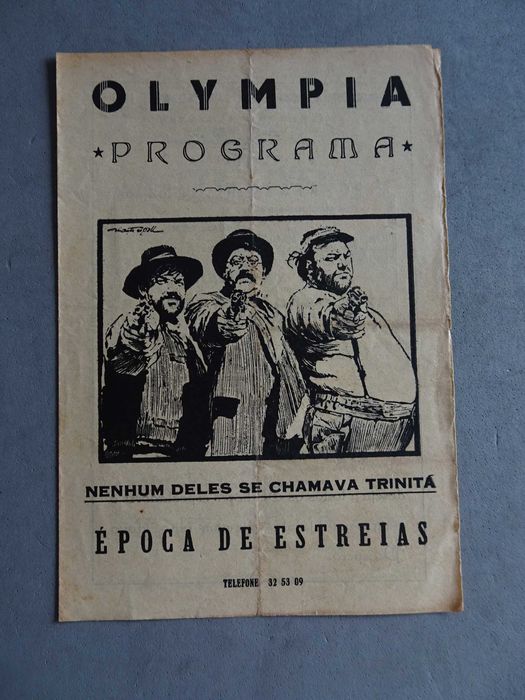 OLYMPIA
★PROGRAMA★
NENHUM DELES SE CHAMAVA TRINITÁ
ÉPOCA DE ESTREIAS
TELEFONE 32 53 09